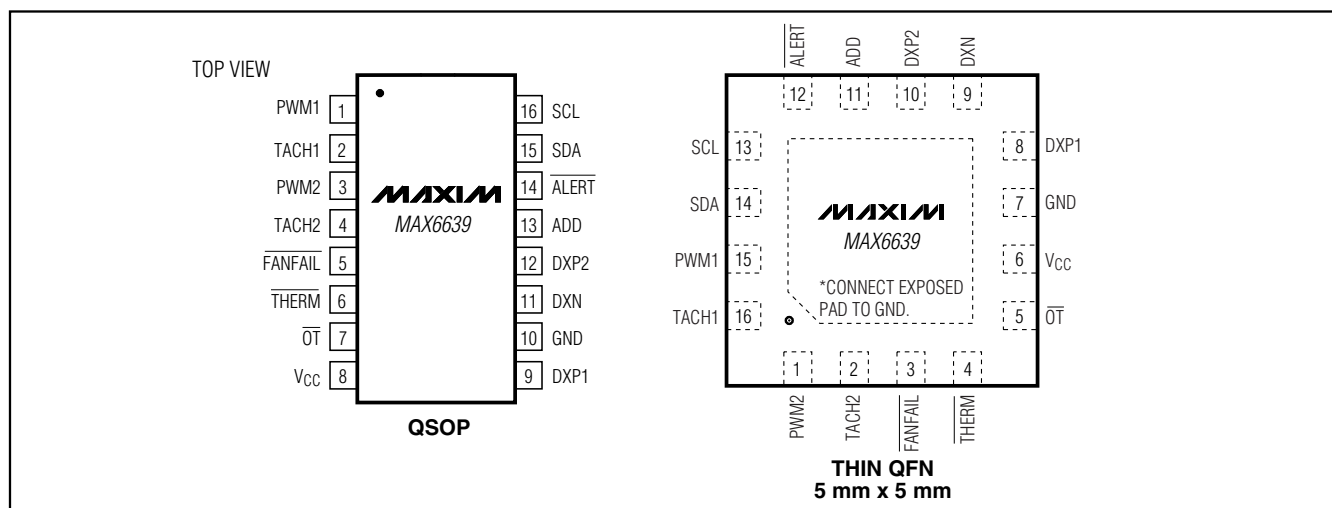 TOP VIEW
PWM1 1
TACH1 2
PWM2 3
TACH2 4
FANFAIL 5
THERM 6
OT 7
VCC 8
16 SCL
15 SDA
14 ALERT
13 ADD
12 DXP2
11 DXN
10 GND
9 DXP1
MAXIM
MAX6639
QSOP
ALERT ADD DXP2 DXN
12 11 10 9
SCL 13
SDA 14
PWM1 15
TACH1 16
8 DXP1
7 GND
6 VCC
5 OT
MAXIM
MAX6639
*CONNECT EXPOSED
PAD TO GND.
1 2 3 4
PWM2 TACH2 FANFAIL THERM
THIN QFN
5 mm x 5 mm